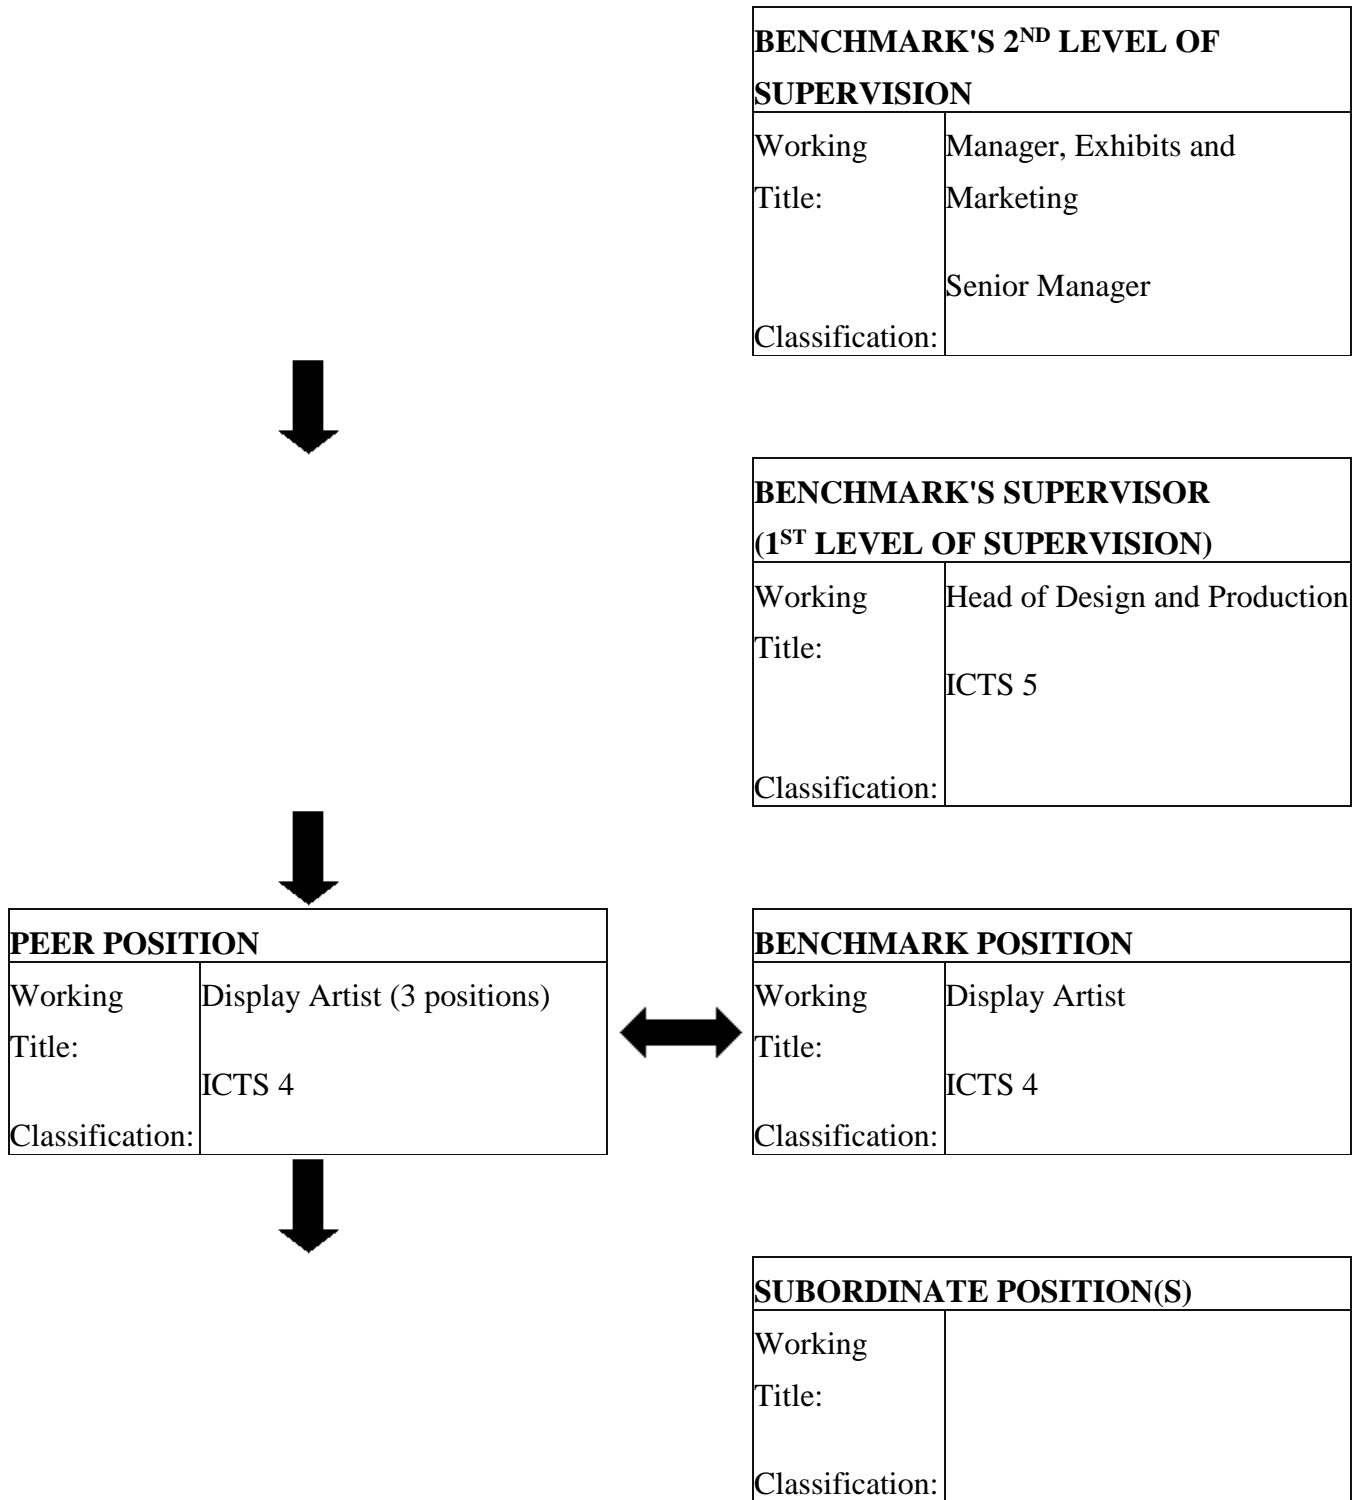 BENCHMARK'S 2ND LEVEL OF
SUPERVISION
Working Manager, Exhibits and
Title: Marketing
Senior Manager
Classification:
BENCHMARK'S SUPERVISOR
(1ST LEVEL OF SUPERVISION)
Working Head of Design and Production
Title:
ICTS 5
Classification:
PEER POSITION
Working Display Artist (3 positions)
Title:
ICTS 4
Classification:
BENCHMARK POSITION
Working Display Artist
Title:
ICTS 4
Classification:
SUBORDINATE POSITION(S)
Working
Title:
Classification: